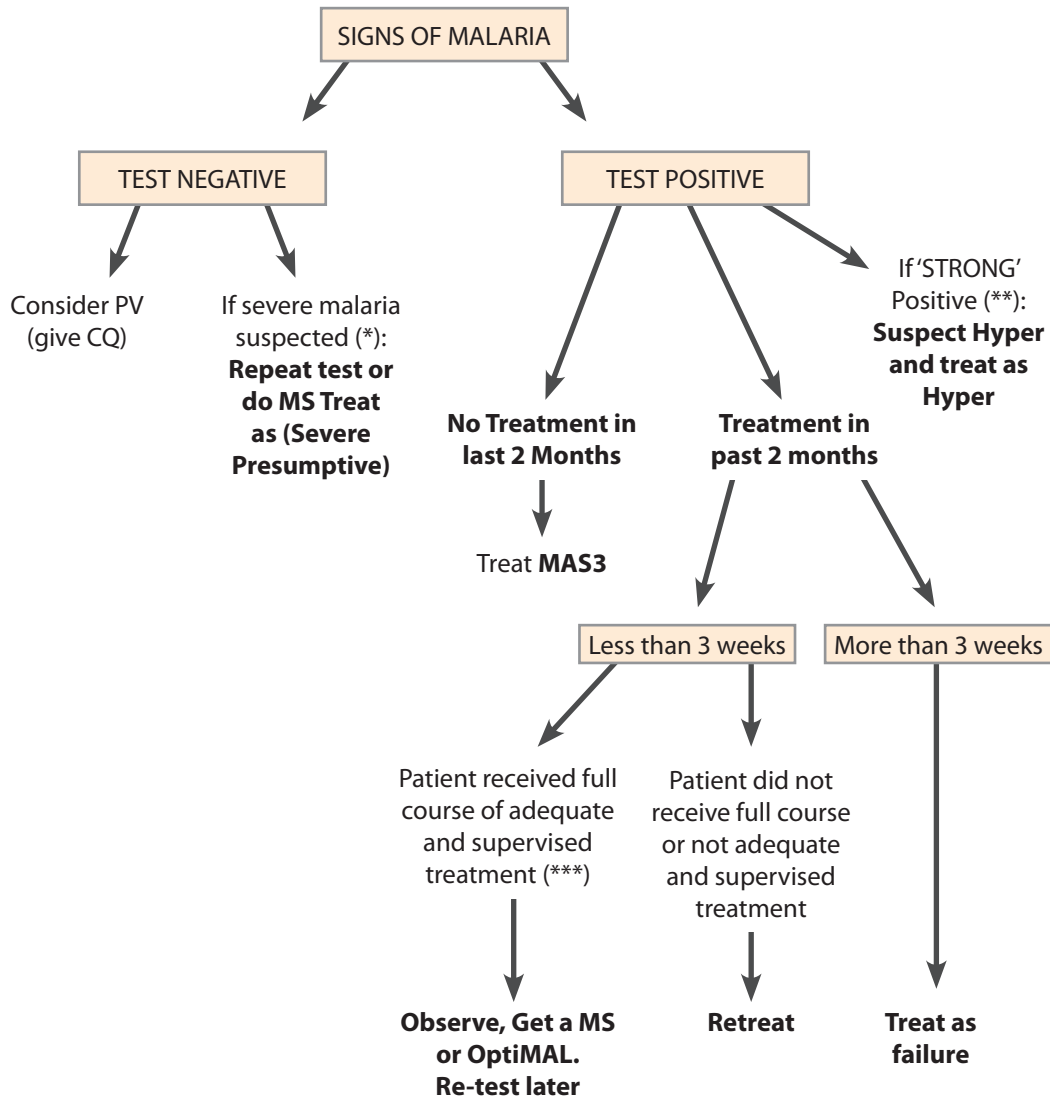 SIGNS OF MALARIA
TEST NEGATIVE
TEST POSITIVE
Consider PV
(give CQ)
If severe malaria
suspected (*):
Repeat test or
do MS Treat
as (Severe
Presumptive)
If ‘STRONG’
Positive (**):
Suspect Hyper
and treat as
Hyper
No Treatment in
last 2 Months
Treatment in
past 2 months
Treat MAS3
Less than 3 weeks
More than 3 weeks
Patient received full
course of adequate
and supervised
treatment (***)
Patient did not
receive full course
or not adequate
and supervised
treatment
Observe, Get a MS
or OptiMAL.
Re-test later
Retreat
Treat as
failure